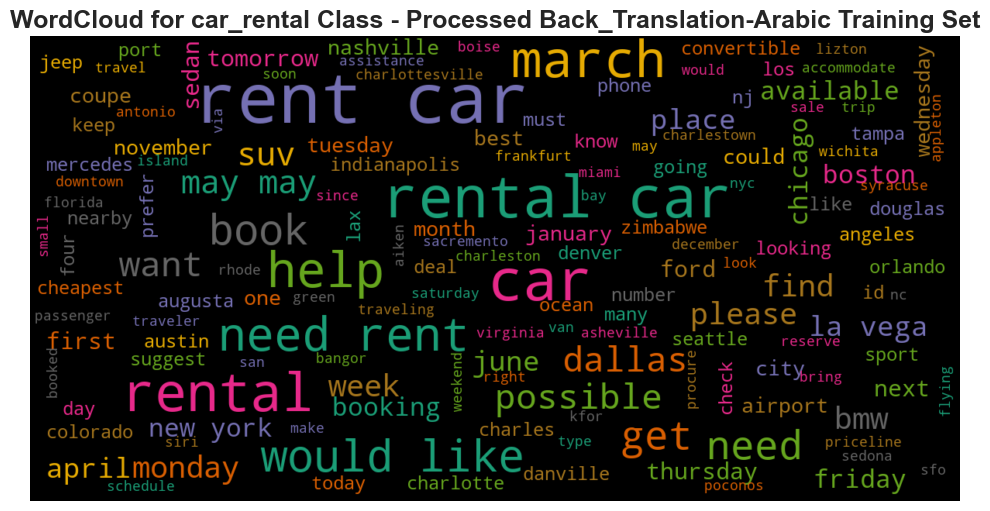 WordCloud for car_rental Class - Processed Back_Translation-Arabic Training Set
port
nashville
boise
march
convertible
lizton
jeep
travel
sedan
tomorrow
soon
assistance
charlottesville
would
los
accommodate
wednesday
coupe
antonio
via
rent car
phone
nj
available
sale
trip
appleton
keep
must
place
november
suv
tuesday
best
frankfurt
know
charlestown
may
could
chicago
wichita
tampa
mercedes
island
indianapolis
miami
going
boston
downtown
may may
since
rental car
bay
nyc
like
syracuse
florida
prefer
douglas
small
nearby
four
book
lax
month
aiken
sacremento
january
zimbabwe
december
looking
angeles
want
rhode
help
deal
charleston
denver
car
ford
look
find
orlando
cheapest
augusta
one
green
saturday
ocean
number
id
nc
passenger
traveler
traveling
many
please
la vega
first
austin
need rent
virginia
van
asheville
seattle
reserve
suggest
san
bangor
june
dallas
city
sport
booked
rental
week
weekend
right
procure
check
bring
next
flying
day
booking
possible
airport
bmw
colorado
siri
new york
make
charles
kfor
get
need
priceline
april
monday
would like
type
danville
thursday
sedona
sfo
schedule
today
charlotte
poconos
friday